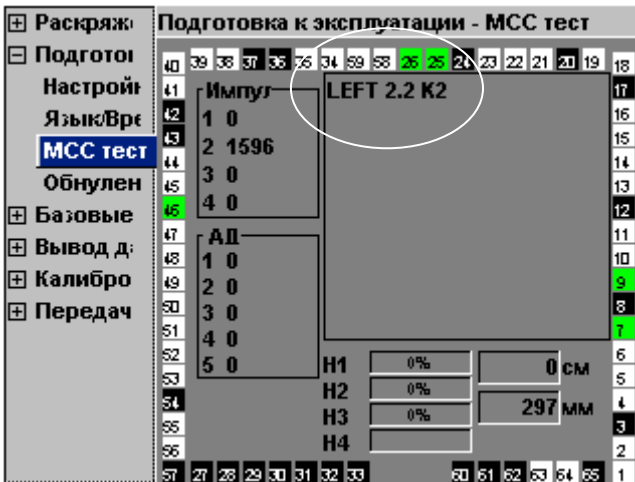 Раскряж
Подготов
Настройк
Язык/Вре
МСС тест
Обнулен
Базовые
Вывод д
Калибро
Передач
Подготовка к эксплуатации - МСС тест
40 39 38 37 36 35 34 59 58 26 25 24 23 22 21 20 19 18
41 42 43 44 45 46 47 48 49 50 51 52 53 54 55 56 57
Импул
1 0
2 1596
3 0
4 0
АД
1 0
2 0
3 0
4 0
5 0
LEFT 2.2 K2
H1 0% 0 см
H2 0%
H3 0% 297 мм
H4
17 16 15 14 13 12 11 10 9 8 7 6 5 4 3 2 1
27 28 29 30 31 32 33 60 61 62 63 64 65